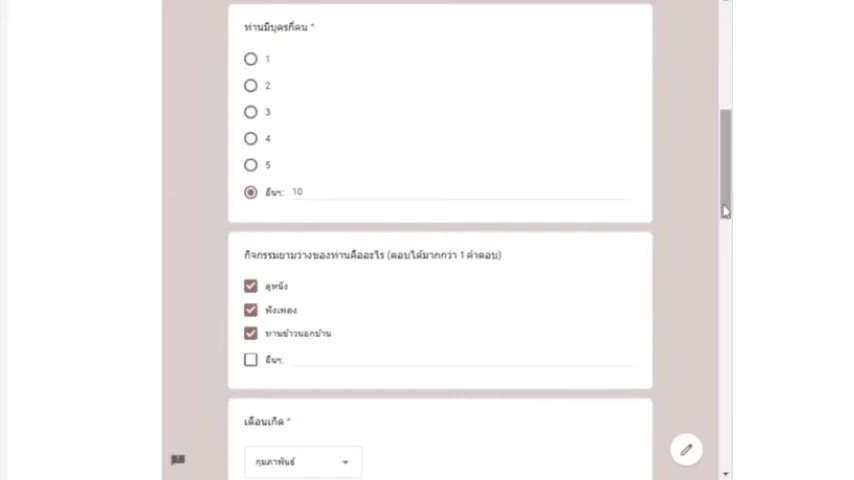 ท่านมีบุตรกี่คน *
1
2
3
4
5
อื่นๆ: 10
กิจกรรมยามว่างของท่านคืออะไร (ตอบได้มากกว่า 1 คำตอบ)
ดูหนัง
ฟังเพลง
ทานข้าวนอกบ้าน
อื่นๆ:
เดือนเกิด *
กุมภาพันธ์